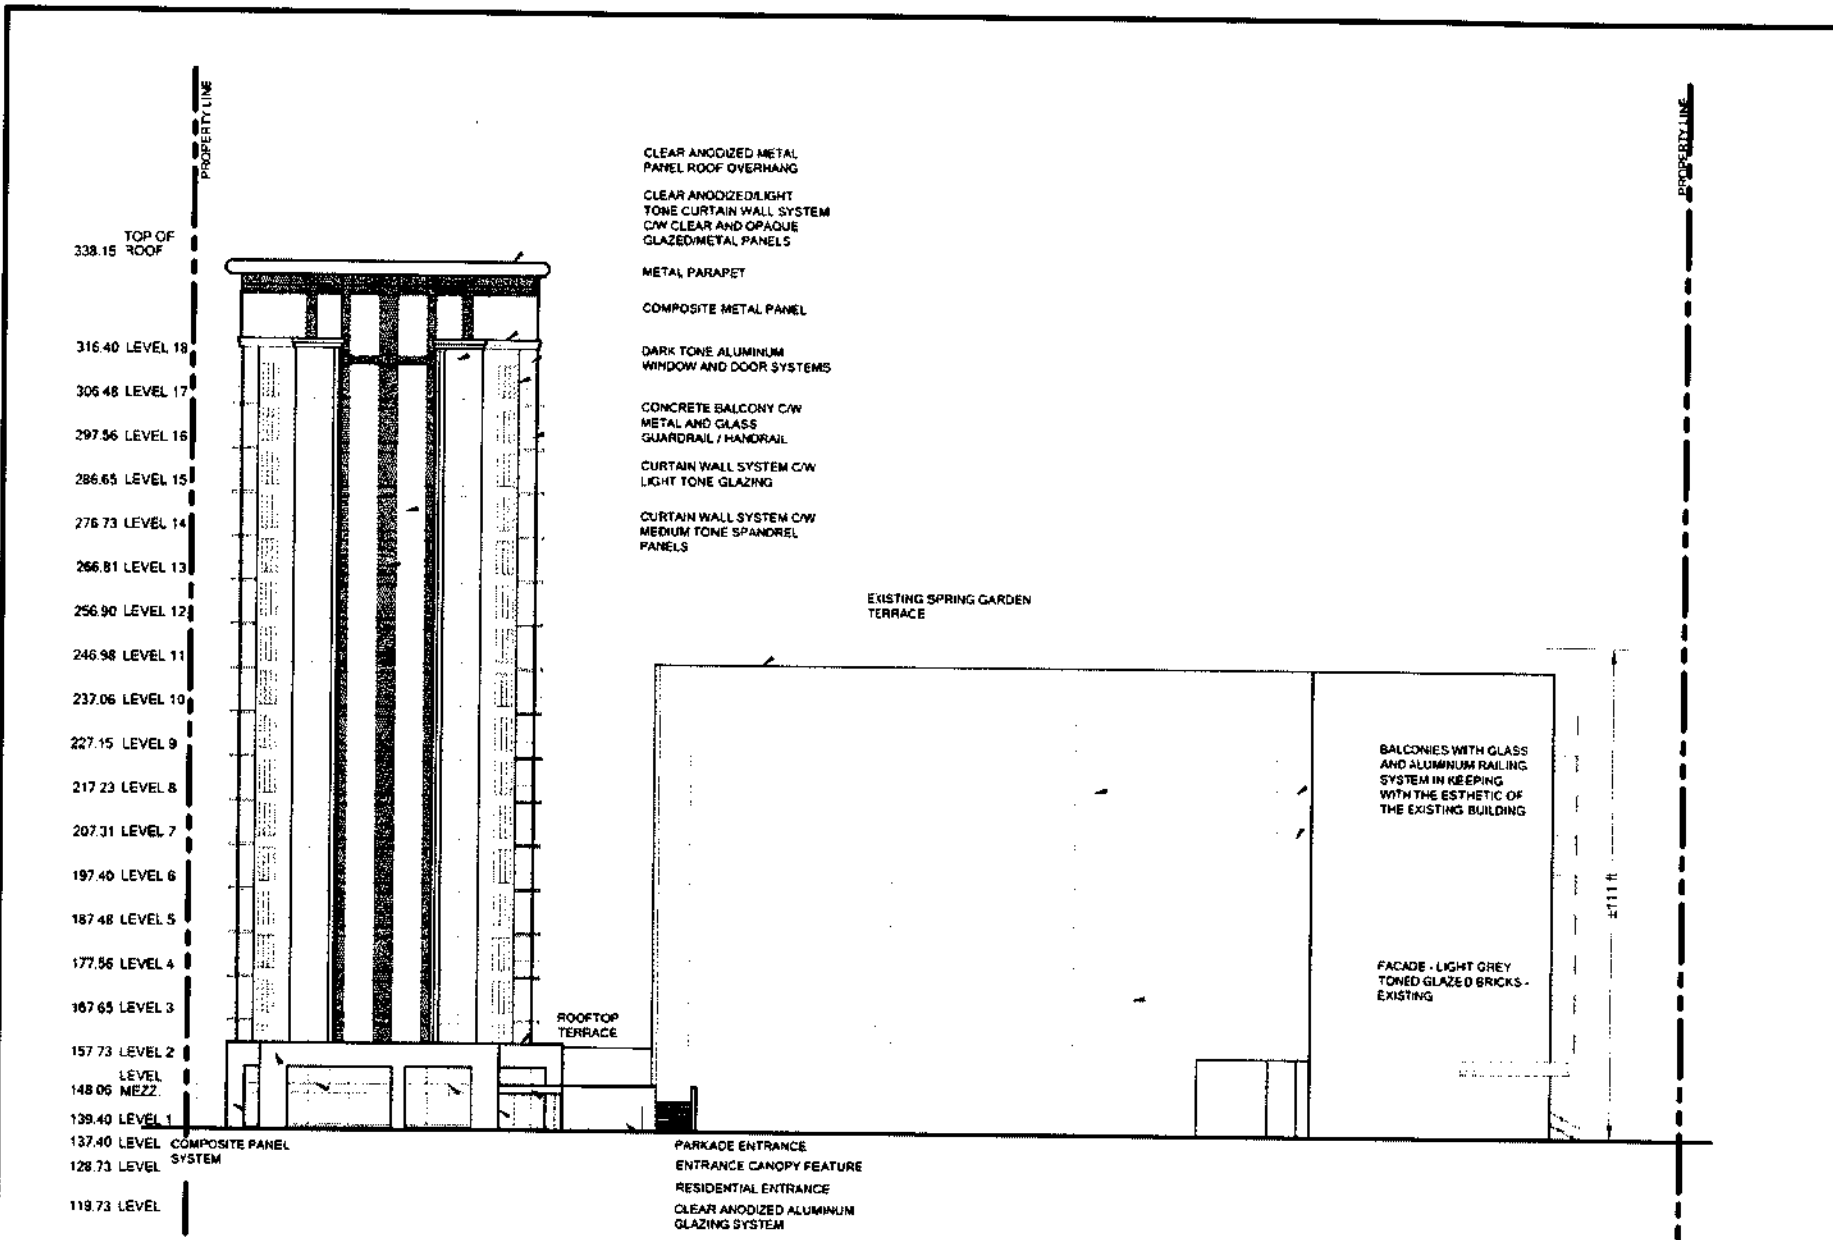 PROPERTY LINE
PROPERTY LINE
CLEAR ANODIZED METAL
PANEL ROOF OVERHANG
CLEAR ANODIZED/LIGHT
TONE CURTAIN WALL SYSTEM
C/W CLEAR AND OPAQUE
GLAZED/METAL PANELS
METAL PARAPET
COMPOSITE METAL PANEL
DARK TONE ALUMINUM
WINDOW AND DOOR SYSTEMS
CONCRETE BALCONY C/W
METAL AND GLASS
GUARDRAIL / HANDRAIL
CURTAIN WALL SYSTEM C/W
LIGHT TONE GLAZING
CURTAIN WALL SYSTEM C/W
MEDIUM TONE SPANDREL
PANELS
TOP OF
338.15 ROOF
316.40 LEVEL 18
306.48 LEVEL 17
297.56 LEVEL 16
286.65 LEVEL 15
276.73 LEVEL 14
266.81 LEVEL 13
256.90 LEVEL 12
246.98 LEVEL 11
237.06 LEVEL 10
227.15 LEVEL 9
217.23 LEVEL 8
207.31 LEVEL 7
197.40 LEVEL 6
187.48 LEVEL 5
177.56 LEVEL 4
167.65 LEVEL 3
157.73 LEVEL 2
LEVEL
148.06 MEZZ.
139.40 LEVEL 1
137.40 LEVEL
128.73 LEVEL
119.73 LEVEL
COMPOSITE PANEL
SYSTEM
ROOFTOP
TERRACE
EXISTING SPRING GARDEN
TERRACE
BALCONIES WITH GLASS
AND ALUMINUM RAILING
SYSTEM IN KEEPING
WITH THE ESTHETIC OF
THE EXISTING BUILDING
±111 ft
FACADE - LIGHT GREY
TONED GLAZED BRICKS -
EXISTING
PARKADE ENTRANCE
ENTRANCE CANOPY FEATURE
RESIDENTIAL ENTRANCE
CLEAR ANODIZED ALUMINUM
GLAZING SYSTEM